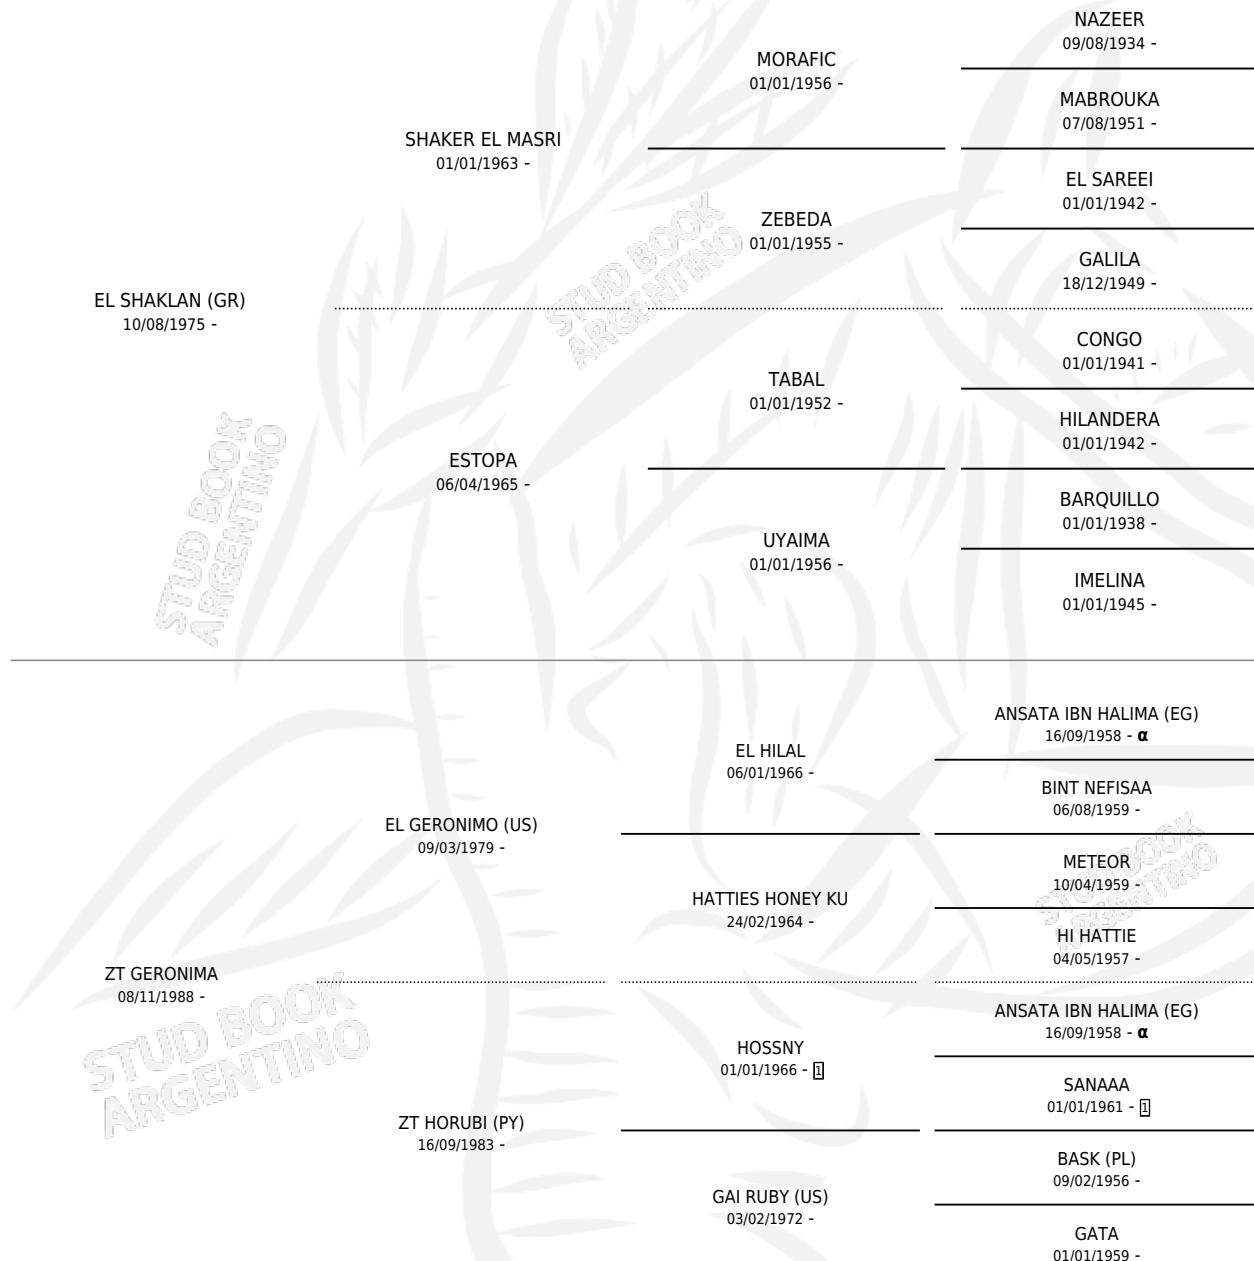 NAZEER
09/08/1934 -
MORAFIC
01/01/1956 -
MABROUKA
07/08/1951 -
SHAKER EL MASRI
01/01/1963 -
EL SAREEI
01/01/1942 -
ZEBEDA
01/01/1955 -
GALILA
18/12/1949 -
EL SHAKLAN (GR)
10/08/1975 -
CONGO
01/01/1941 -
TABAL
01/01/1952 -
HILANDERA
01/01/1942 -
ESTOPA
06/04/1965 -
BARQUILLO
01/01/1938 -
UYAIMA
01/01/1956 -
IMELINA
01/01/1945 -
ANSATA IBN HALIMA (EG)
16/09/1958 - α
EL HILAL
06/01/1966 -
BINT NEFISAA
06/08/1959 -
EL GERONIMO (US)
09/03/1979 -
METEOR
10/04/1959 -
HATTIES HONEY KU
24/02/1964 -
HI HATTIE
04/05/1957 -
ZT GERONIMA
08/11/1988 -
ANSATA IBN HALIMA (EG)
16/09/1958 - α
HOSSNY
01/01/1966 - 1
SANAAA
01/01/1961 - 1
ZT HORUBI (PY)
16/09/1983 -
BASK (PL)
09/02/1956 -
GAI RUBY (US)
03/02/1972 -
GATA
01/01/1959 -
STUD BOOK
ARGENTINO
STUD BOOK
ARGENTINO
STUD BOOK
ARGENTINO
STUD BOOK
ARGENTINO